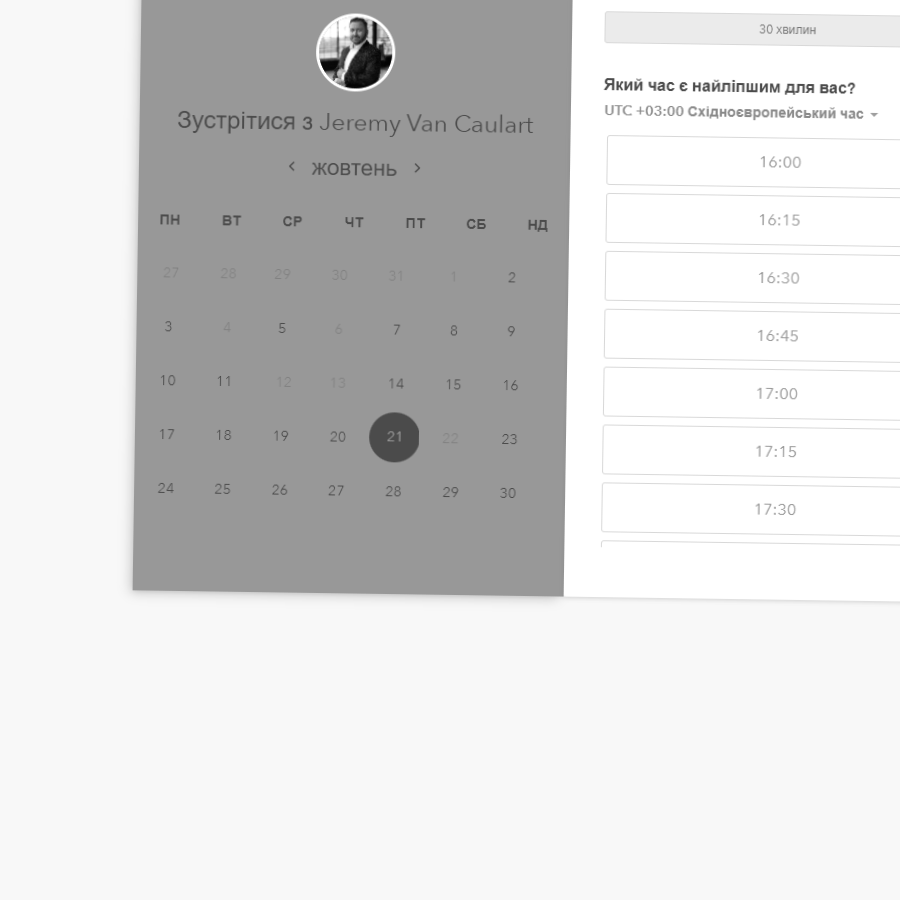 Зустрітися з Jeremy Van Caulart
‹ жовтень ›
ПН ВТ СР ЧТ ПТ СБ НД
27 28 29 30 31 1 2
3 4 5 6 7 8 9
10 11 12 13 14 15 16
17 18 19 20 21 22 23
24 25 26 27 28 29 30
30 хвилин
Який час є найліпшим для вас?
UTC +03:00 Східноєвропейський час
16:00
16:15
16:30
16:45
17:00
17:15
17:30